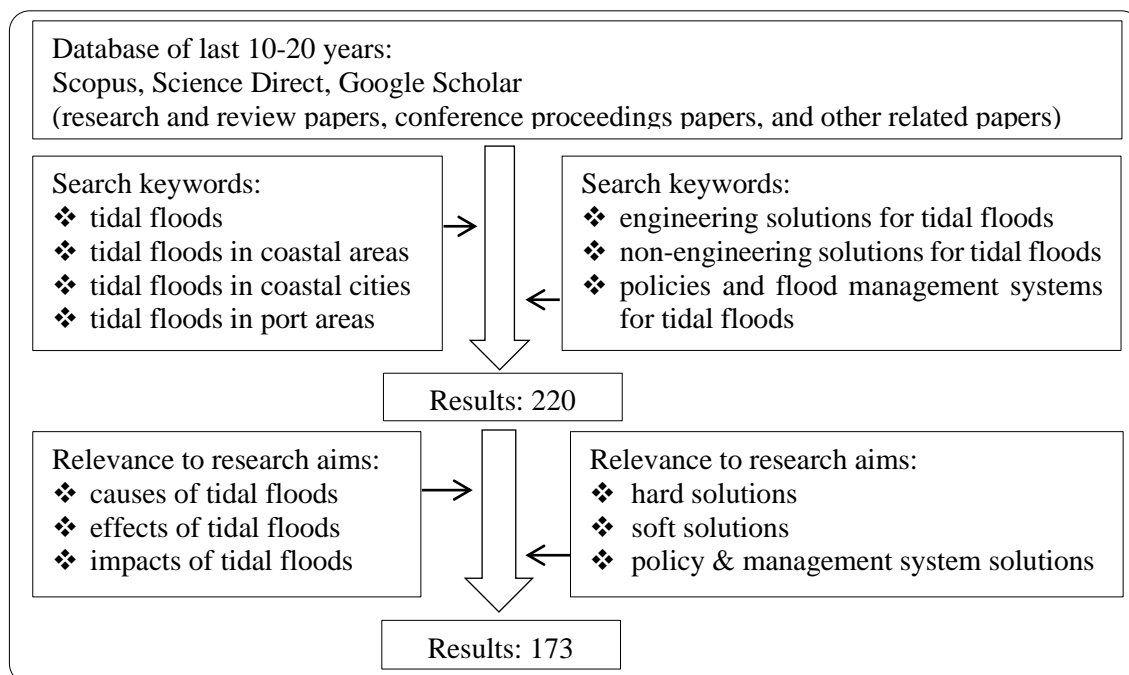 Database of last 10-20 years:
Scopus, Science Direct, Google Scholar
(research and review papers, conference proceedings papers, and other related papers)
Search keywords:
❖ tidal floods
❖ tidal floods in coastal areas
❖ tidal floods in coastal cities
❖ tidal floods in port areas
Search keywords:
❖ engineering solutions for tidal floods
❖ non-engineering solutions for tidal floods
❖ policies and flood management systems
for tidal floods
Results: 220
Relevance to research aims:
❖ causes of tidal floods
❖ effects of tidal floods
❖ impacts of tidal floods
Relevance to research aims:
❖ hard solutions
❖ soft solutions
❖ policy & management system solutions
Results: 173